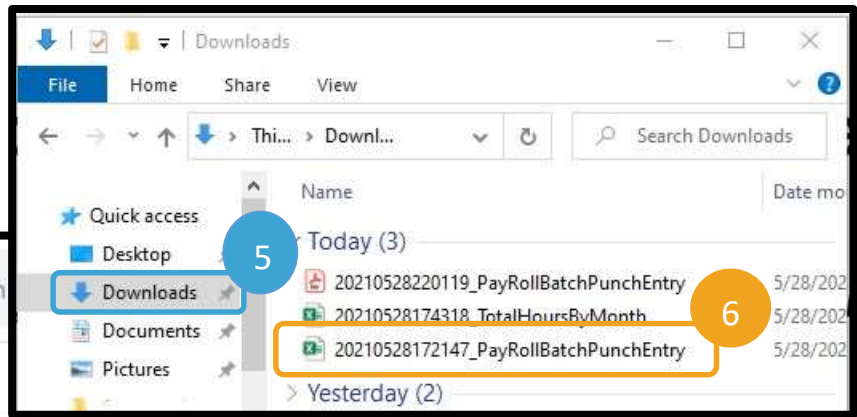 Downloads
File Home Share View
Thi... > Downl... Search Downloads
Name Date mo
Quick access
Today (3)
Desktop
5
Downloads
20210528220119_PayRollBatchPunchEntry 5/28/202
20210528174318_TotalHoursByMonth 5/28/202
6
Documents
20210528172147_PayRollBatchPunchEntry 5/28/202
Pictures
Yesterday (2)